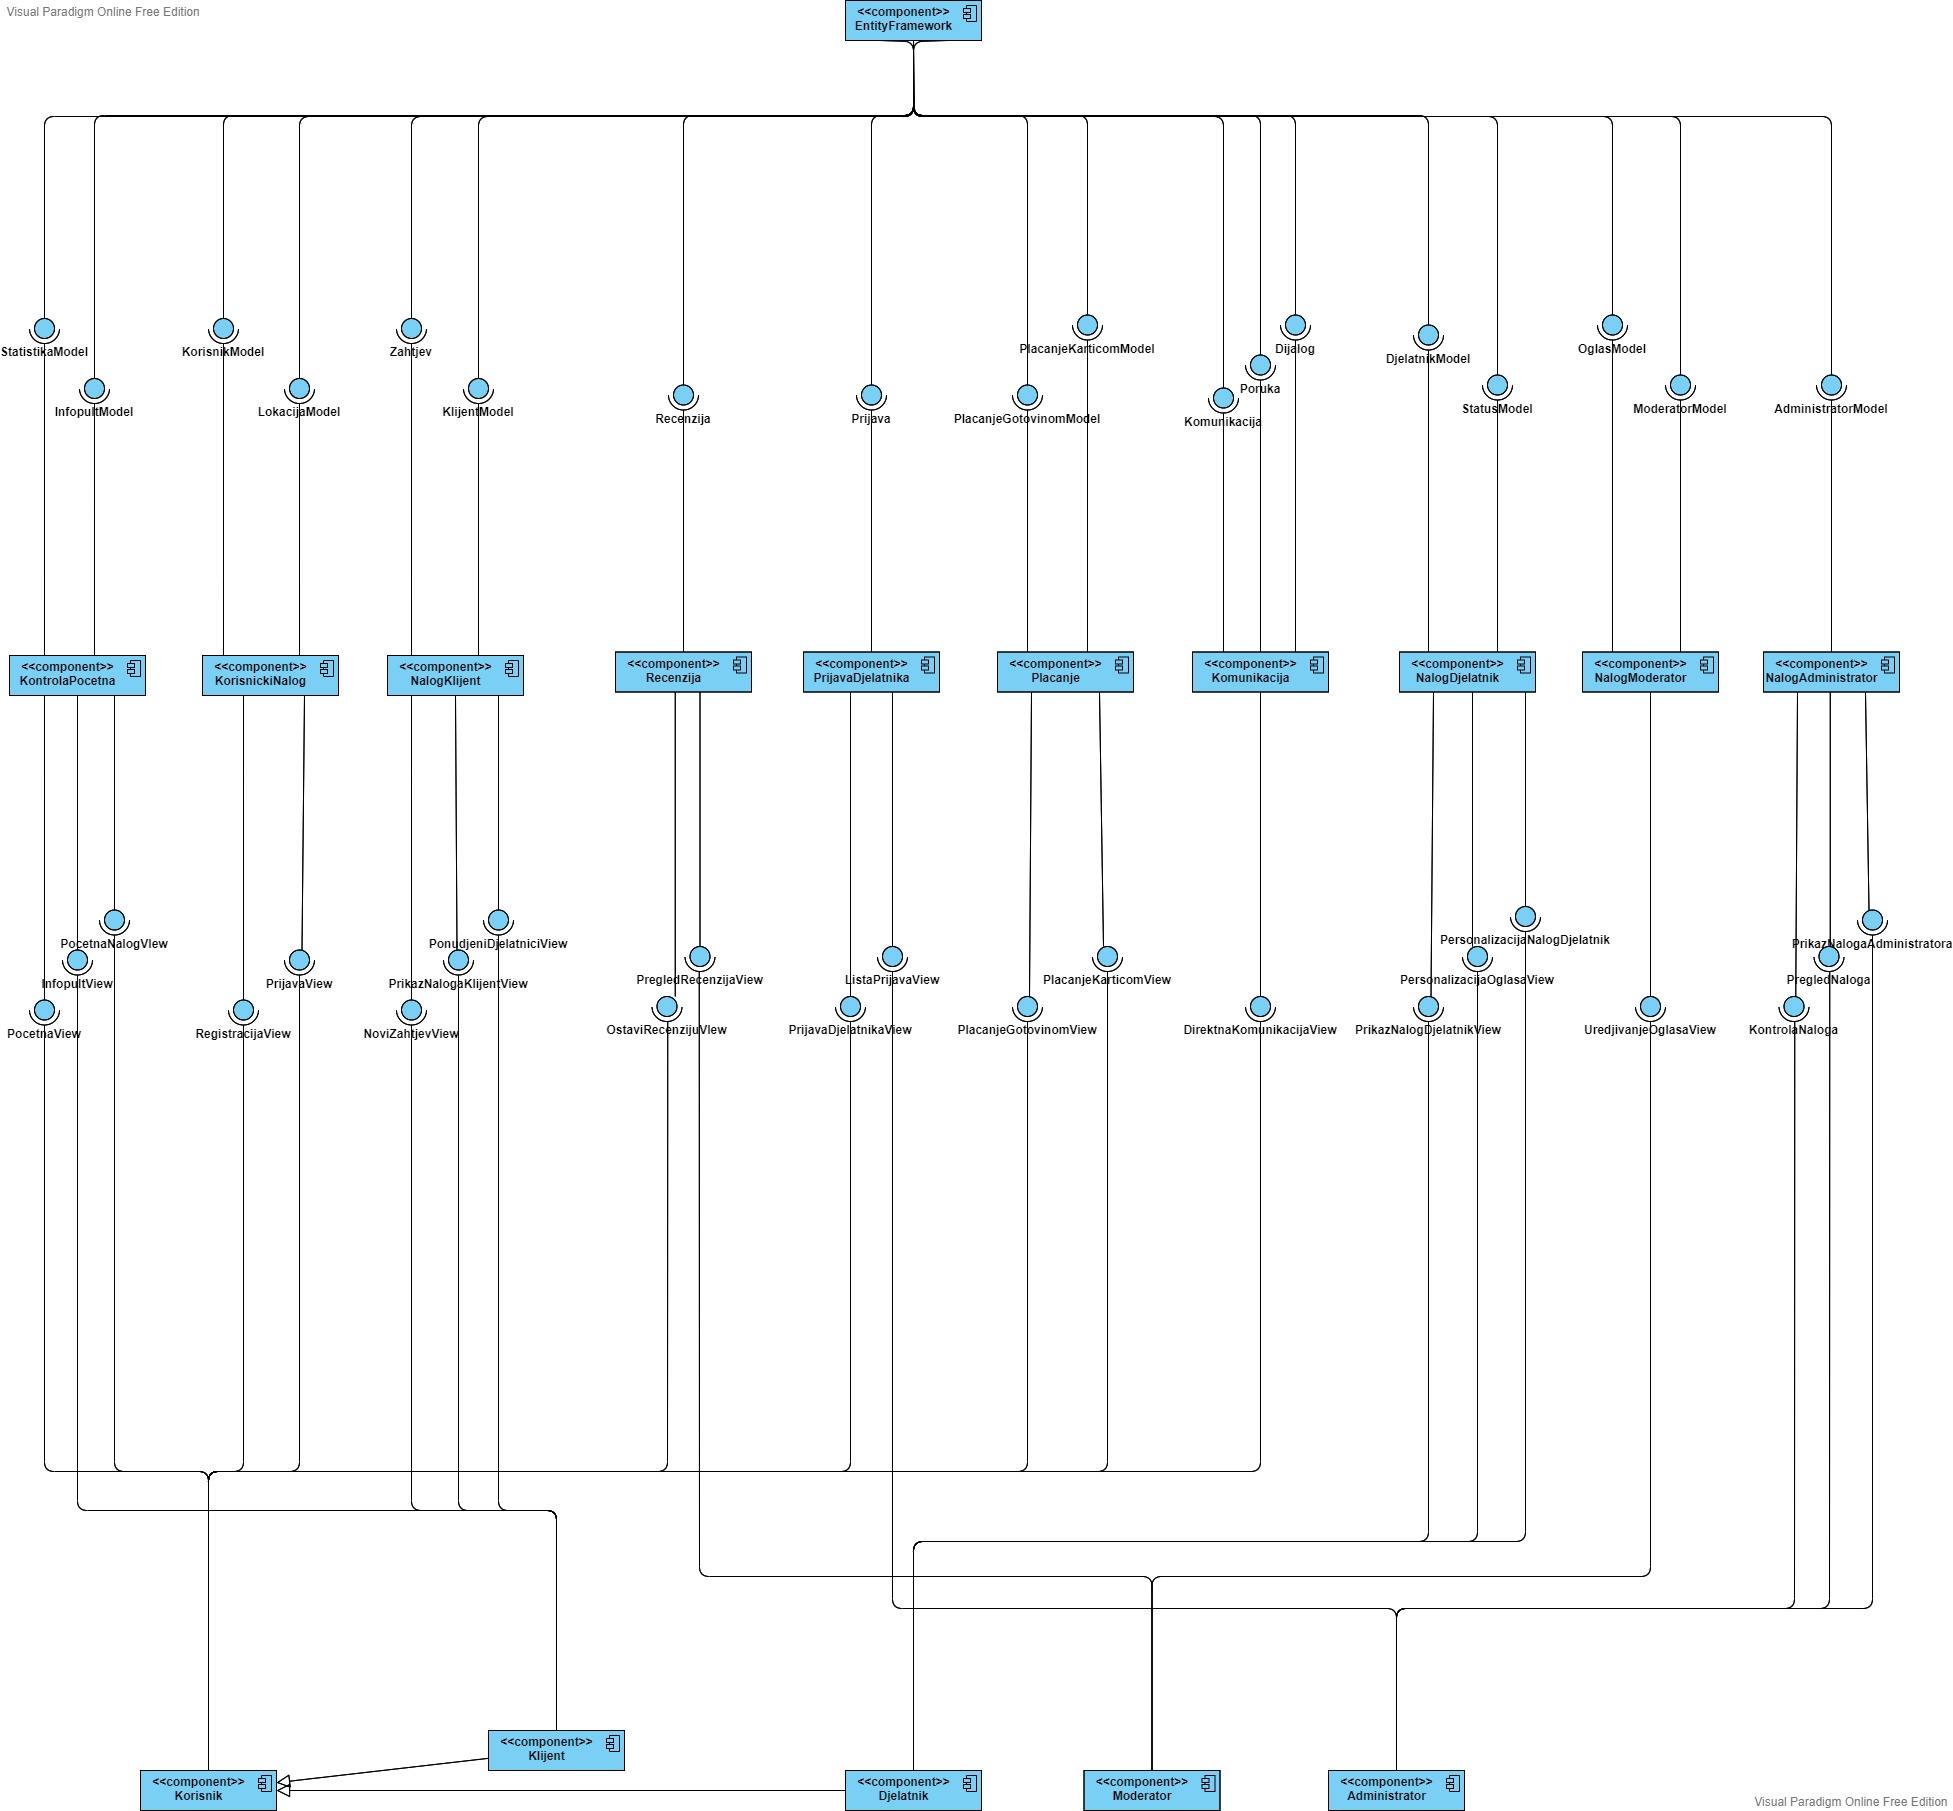 Visual Paradigm Online Free Edition
<<component>>
EntityFramework
StatistikaModel
KorisnikModel
Zahtjev
PlacanjeKarticomModel
Dijalog
DjelatnikModel
OglasModel
InfopultModel
LokacijaModel
KlijentModel
Recenzija
Prijava
PlacanjeGotovinomModel
Komunikacija
Poruka
StatusModel
ModeratorModel
AdministratorModel
<<component>>
KontrolaPocetna
<<component>>
KorisnickiNalog
<<component>>
NalogKlijent
<<component>>
Recenzija
<<component>>
PrijavaDjelatnika
<<component>>
Placanje
<<component>>
Komunikacija
<<component>>
NalogDjelatnik
<<component>>
NalogModerator
<<component>>
NalogAdministrator
PocetnaNalogVIew
PonudjeniDjelatniciView
PersonalizacijaNalogDjelatnik
PrikazNalogaAdministratora
InfopultView
PrijavaView
PrikazNalogaKlijentView
PregledRecenzijaView
ListaPrijavaView
PlacanjeKarticomView
PersonalizacijaOglasaView
PregledNaloga
PocetnaView
RegistracijaView
NoviZahtjevView
OstaviRecenzijuVIew
PrijavaDjelatnikaView
PlacanjeGotovinomView
DirektnaKomunikacijaView
PrikazNalogDjelatnikView
UredjivanjeOglasaView
KontrolaNaloga
<<component>>
Klijent
<<component>>
Korisnik
<<component>>
Djelatnik
<<component>>
Moderator
<<component>>
Administrator
Visual Paradigm Online Free Edition